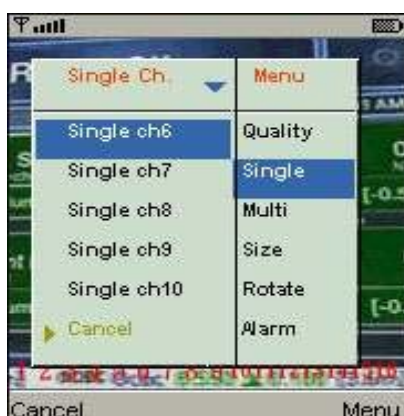 Single Ch.
Menu
Single ch6
Quality
Single ch7
Single
Single ch8
Multi
Single ch9
Size
Single ch10
Rotate
Cancel
Alarm
Cancel
Menu